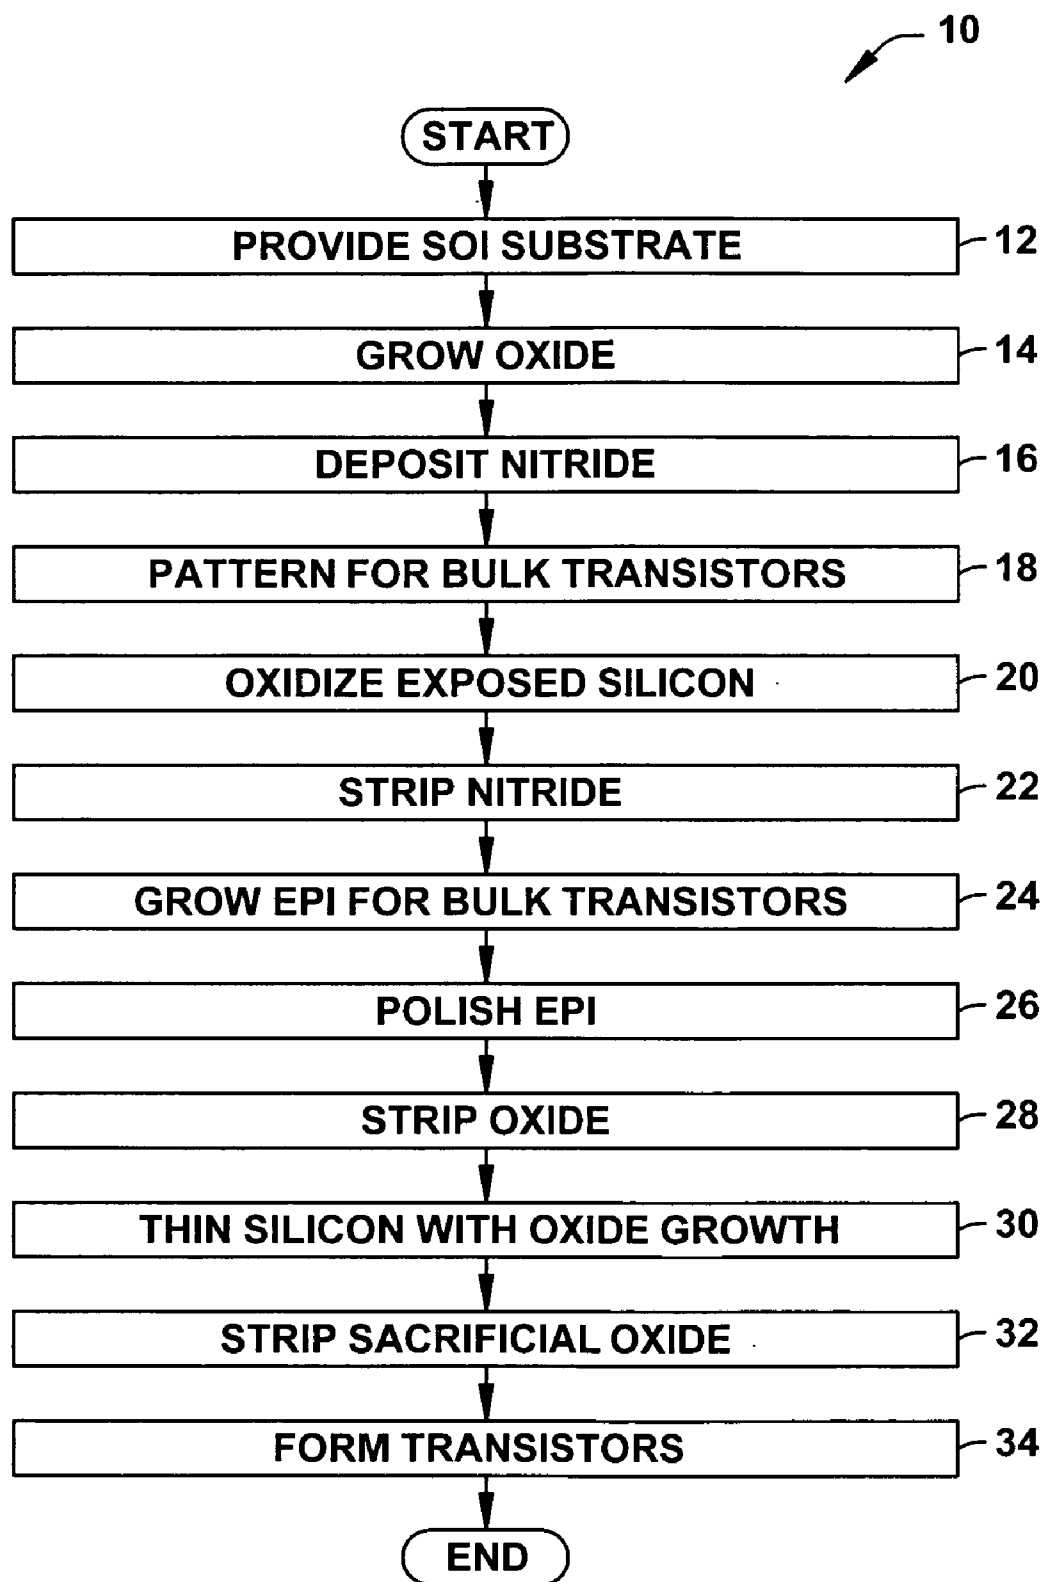 10
START
PROVIDE SOI SUBSTRATE 12
GROW OXIDE 14
DEPOSIT NITRIDE 16
PATTERN FOR BULK TRANSISTORS 18
OXIDIZE EXPOSED SILICON 20
STRIP NITRIDE 22
GROW EPI FOR BULK TRANSISTORS 24
POLISH EPI 26
STRIP OXIDE 28
THIN SILICON WITH OXIDE GROWTH 30
STRIP SACRIFICIAL OXIDE 32
FORM TRANSISTORS 34
END